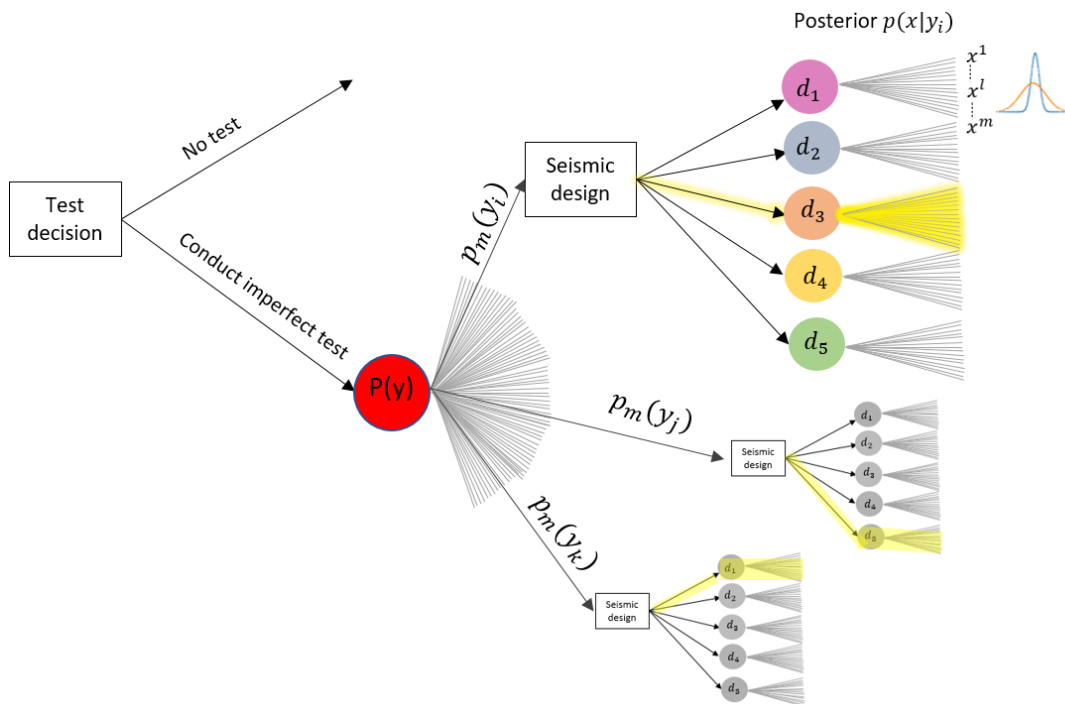 Posterior p(x|y_i)
x^1
x^l
x^m
No test
Test
decision
Conduct imperfect test
P(y)
p_m(y_i)
Seismic
design
d_1
d_2
d_3
d_4
d_5
p_m(y_j)
Seismic
design
d_1
d_2
d_3
d_4
d_5
p_m(y_k)
Seismic
design
d_1
d_2
d_3
d_4
d_5